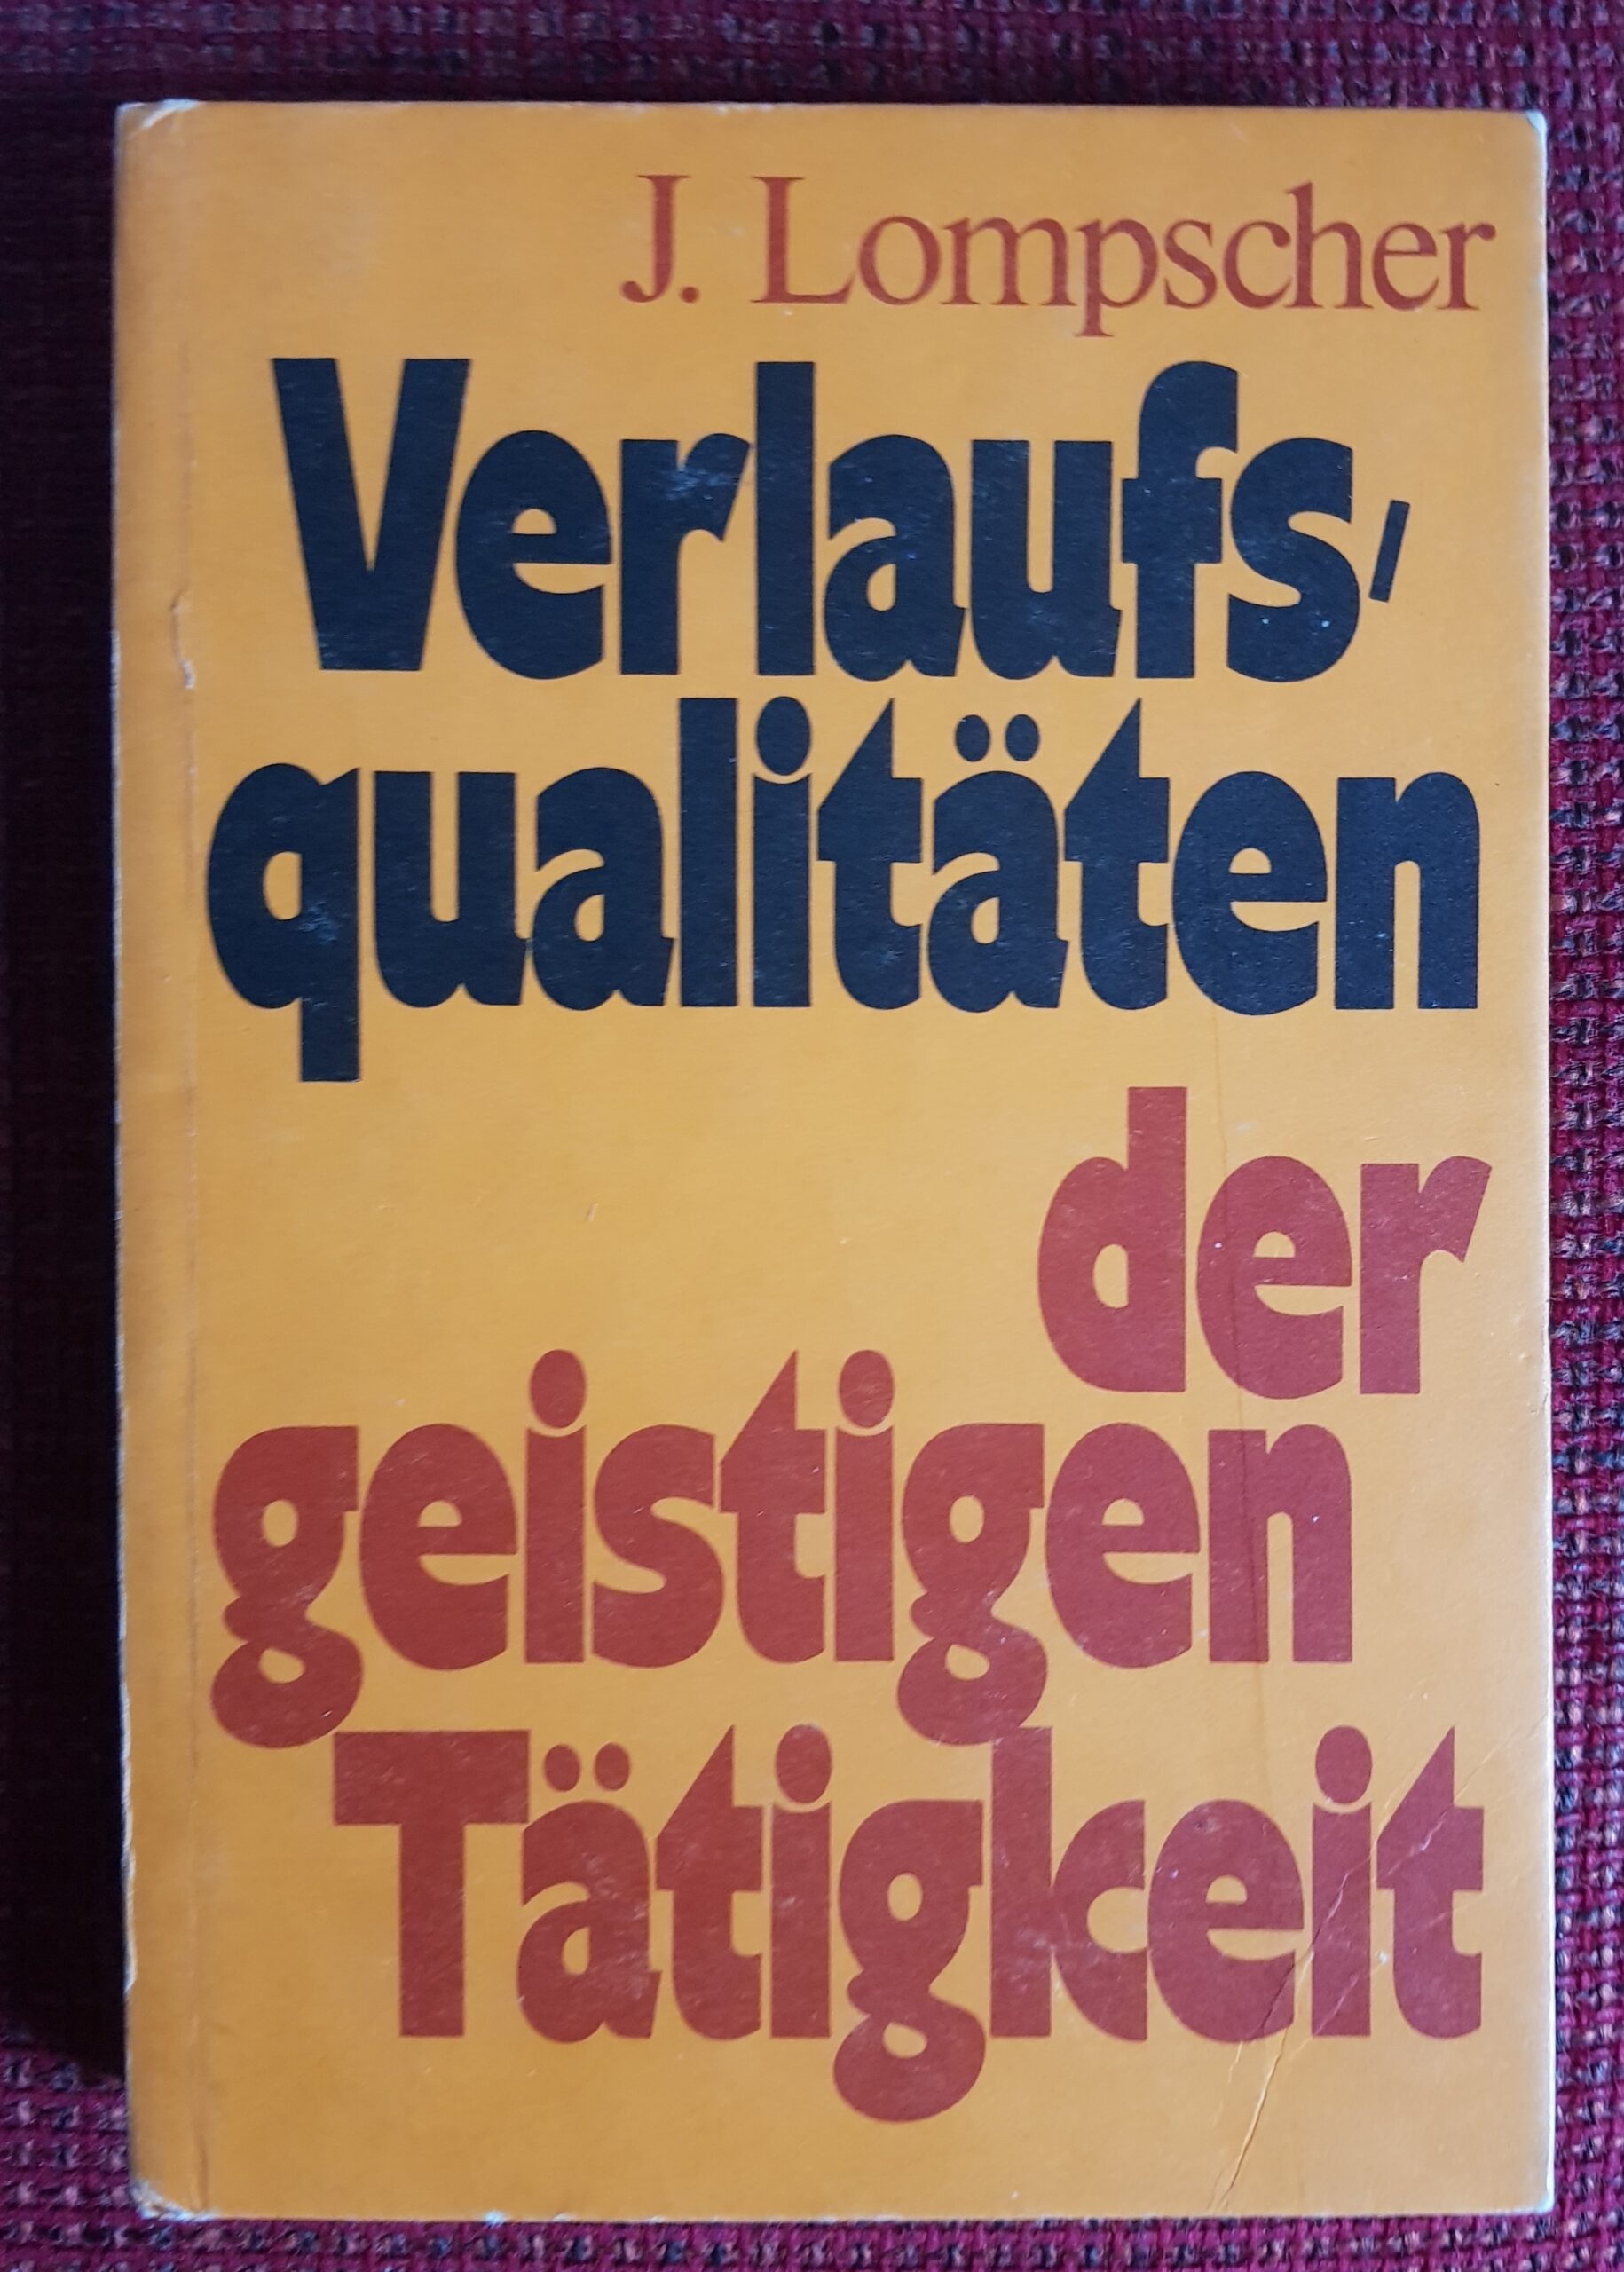 J. Lompscher
Verlaufs-
qualitäten
der
geistigen
Tätigkeit